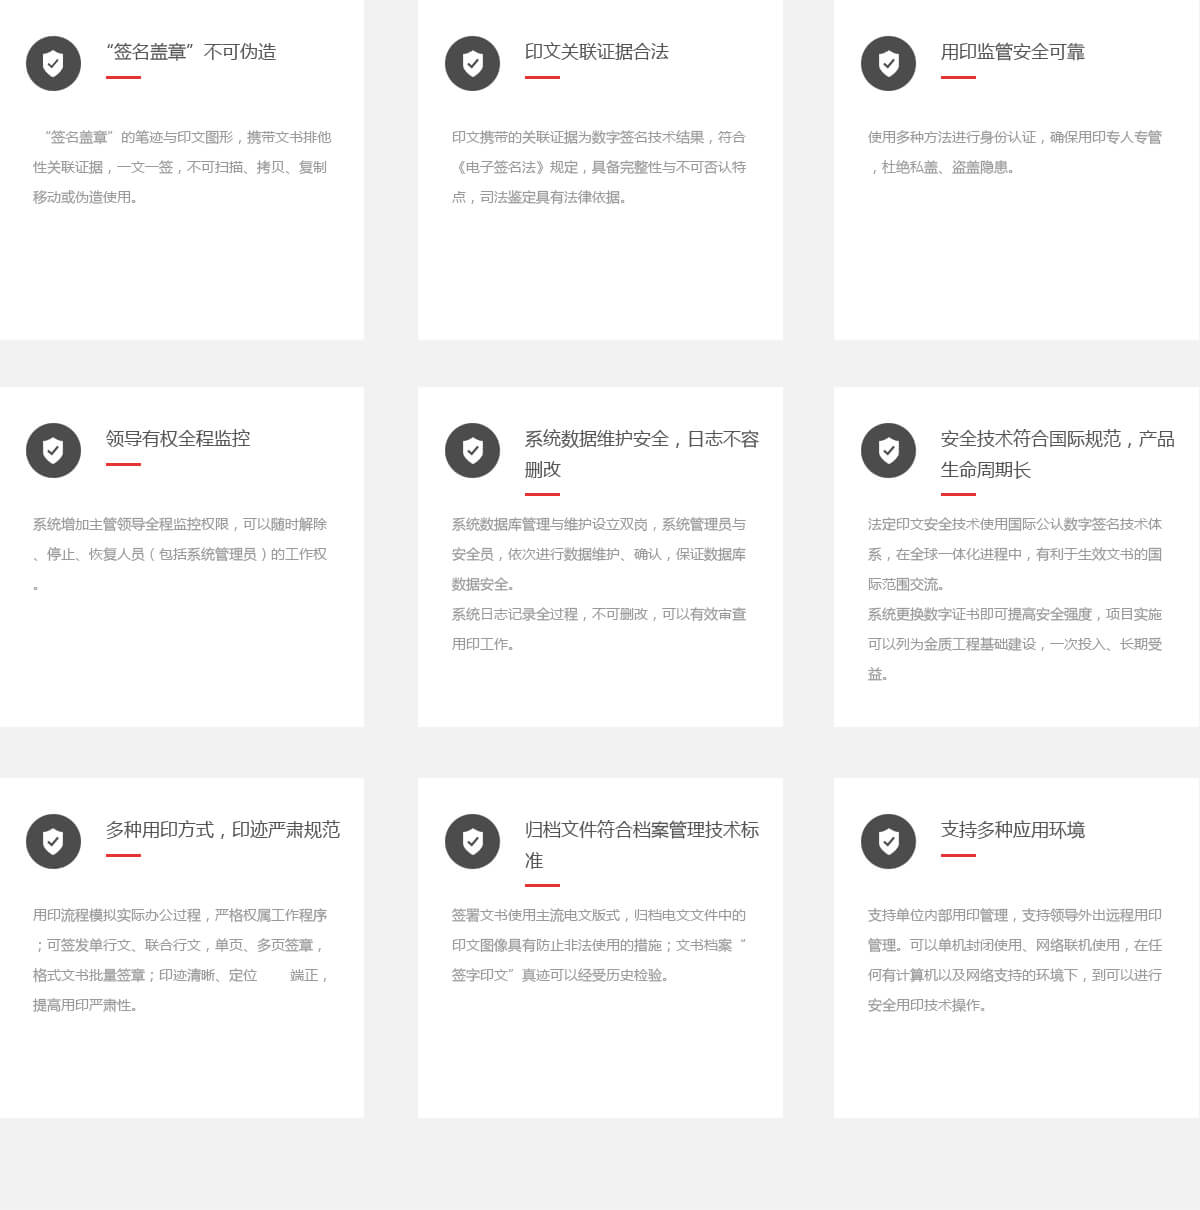 “签名盖章”不可伪造
“签名盖章”的笔迹与印文图形，携带文书排他
性关联证据，一文一签，不可扫描、拷贝、复制
移动或伪造使用。
印文关联证据合法
印文携带的关联证据为数字签名技术结果，符合
《电子签名法》规定，具备完整性与不可否认特
点，司法鉴定具有法律依据。
用印监管安全可靠
使用多种方法进行身份认证，确保用印专人专管
，杜绝私盖、盗盖隐患。
领导有权全程监控
系统增加主管领导全程监控权限，可以随时解除
、停止、恢复人员（包括系统管理员）的工作权
。
系统数据维护安全，日志不容
删改
系统数据库管理与维护设立双岗，系统管理员与
安全员，依次进行数据维护、确认，保证数据库
数据安全。
系统日志记录全过程，不可删改，可以有效审查
用印工作。
安全技术符合国际规范，产品
生命周期长
法定印文安全技术使用国际公认数字签名技术体
系，在全球一体化进程中，有利于生效文书的国
际范围交流。
系统更换数字证书即可提高安全强度，项目实施
可以列为金质工程基础建设，一次投入、长期受
益。
多种用印方式，印迹严肃规范
用印流程模拟实际办公过程，严格权属工作程序
；可签发单行文、联合行文，单页、多页签章，
格式文书批量签章；印迹清晰、定位　　端正，
提高用印严肃性。
归档文件符合档案管理技术标
准
签署文书使用主流电文版式，归档电文文件中的
印文图像具有防止非法使用的措施；文书档案“
签字印文”真迹可以经受历史检验。
支持多种应用环境
支持单位内部用印管理，支持领导外出远程用印
管理。可以单机封闭使用、网络联机使用，在任
何有计算机以及网络支持的环境下，到可以进行
安全用印技术操作。